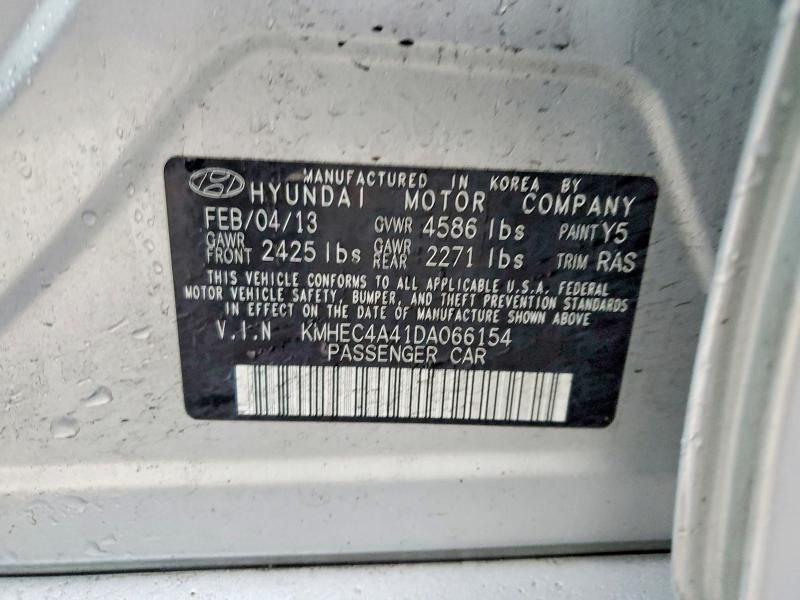 MANUFACTURED IN KOREA BY
HYUNDAI MOTOR COMPANY
FEB/04/13 GVWR 4586 lbs PAINT Y5
GAWR FRONT 2425 lbs GAWR REAR 2271 lbs TRIM RAS
THIS VEHICLE CONFORMS TO ALL APPLICABLE U.S.A. FEDERAL
MOTOR VEHICLE SAFETY, BUMPER, AND THEFT PREVENTION STANDARDS
IN EFFECT ON THE DATE OF MANUFACTURE SHOWN ABOVE
V.I.N KMHEC4A41DA066154
PASSENGER CAR